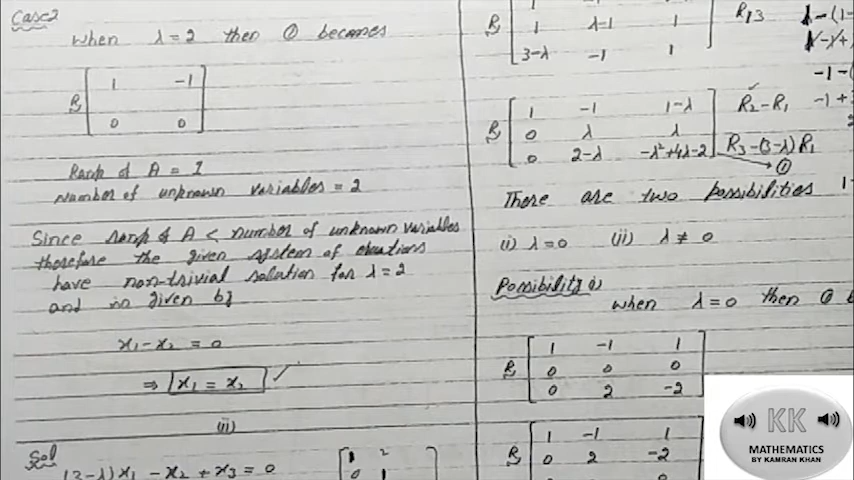 Case2
When λ=2 then ① becomes
R [ 1 -1
0 0 ]
Rank of A = 1
Number of unknown variables = 2
Since rank of A < number of unknown variables
therefore the given system of equations
have non-trivial solution for λ=2
and is given by
x₁-x₂ = 0
⇒ x₁ = x₂ ✓
(ii)
Sol
(3-λ)x₁ - x₂ + x₃ = 0
1 2
0 1
R 1 λ-1 1 R13
3-λ -1 1
R [ 1 -1 1-λ
0 λ λ
0 2-λ -λ²+4λ-2 ] R₂-R₁
R₃-(3-λ)R₁
→①
There are two possibilities
(i) λ=0 (ii) λ≠0
Possibility i)
When λ=0 then ①
R [ 1 -1 1
0 0 0
0 2 -2 ]
R [ 1 -1 1
0 2 -2
KK
MATHEMATICS
BY KAMRAN KHAN